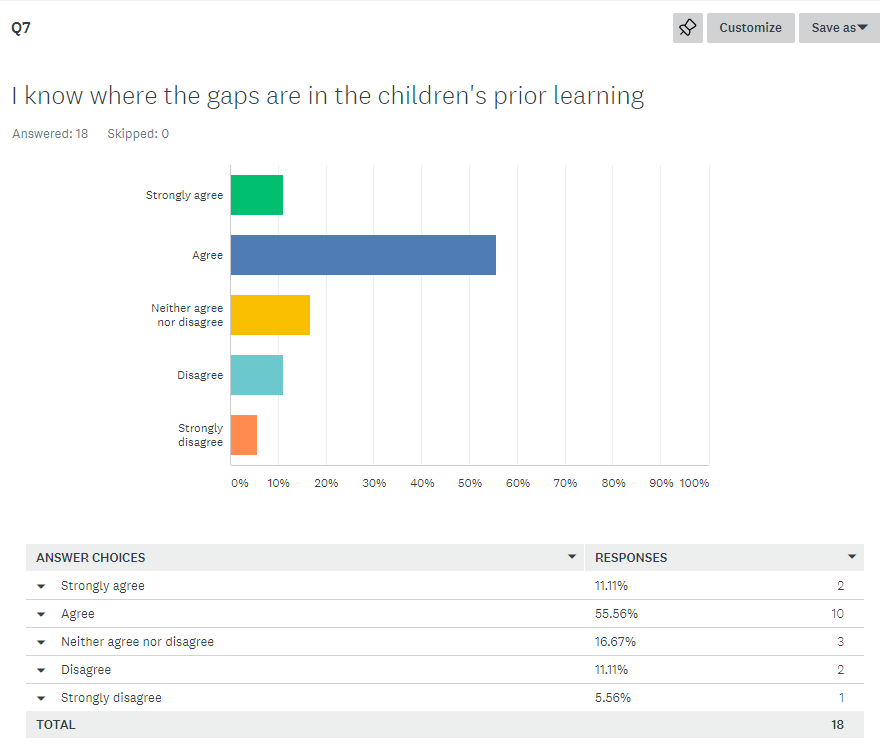 Q7
Customize
Save as
I know where the gaps are in the children's prior learning
Answered: 18 Skipped: 0
Strongly agree
Agree
Neither agree
nor disagree
Disagree
Strongly
disagree
0% 10% 20% 30% 40% 50% 60% 70% 80% 90% 100%
ANSWER CHOICES RESPONSES
Strongly agree 11.11% 2
Agree 55.56% 10
Neither agree nor disagree 16.67% 3
Disagree 11.11% 2
Strongly disagree 5.56% 1
TOTAL 18